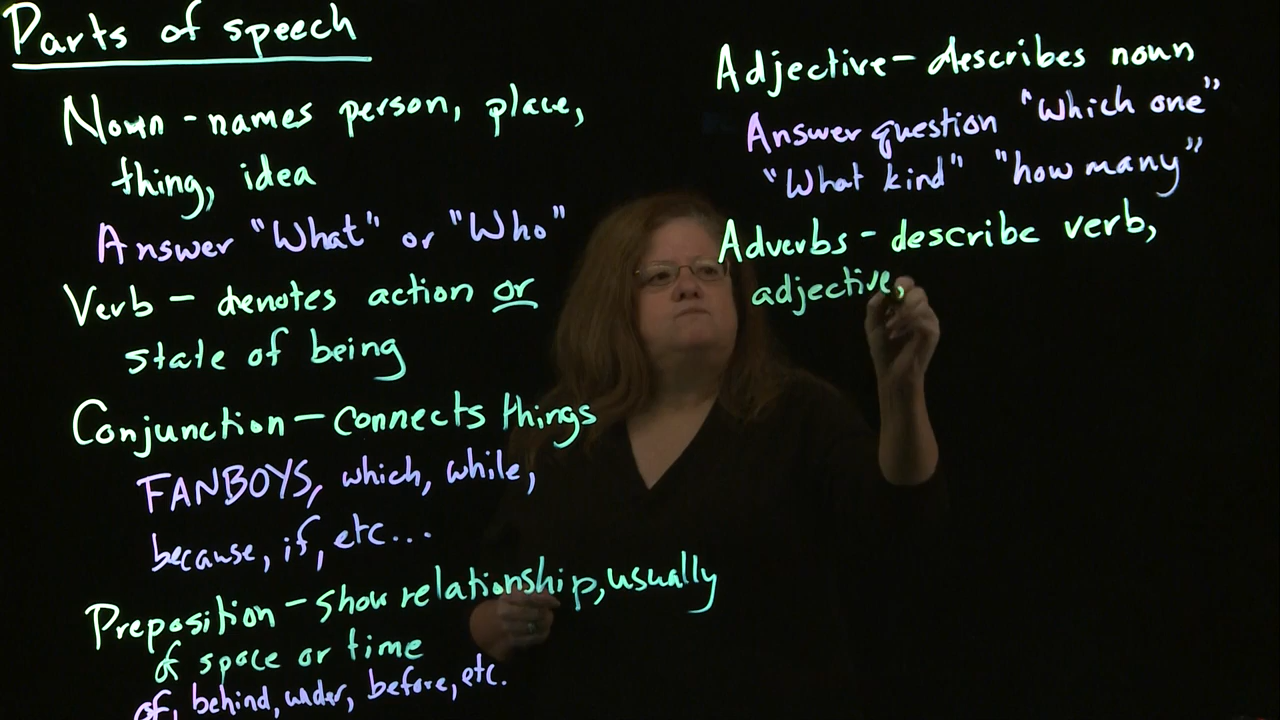 Parts of speech
Noun - names person, place,
thing, idea
Answer "What" or "Who"
Verb - denotes action or
state of being
Conjunction - connects things
FANBOYS, which, while,
because, if, etc...
Preposition - show relationship, usually
of space or time
of, behind, under, before, etc.
Adjective - describes noun
Answer question "Which one"
"What kind" "how many"
Adverbs - describe verb,
adjective,